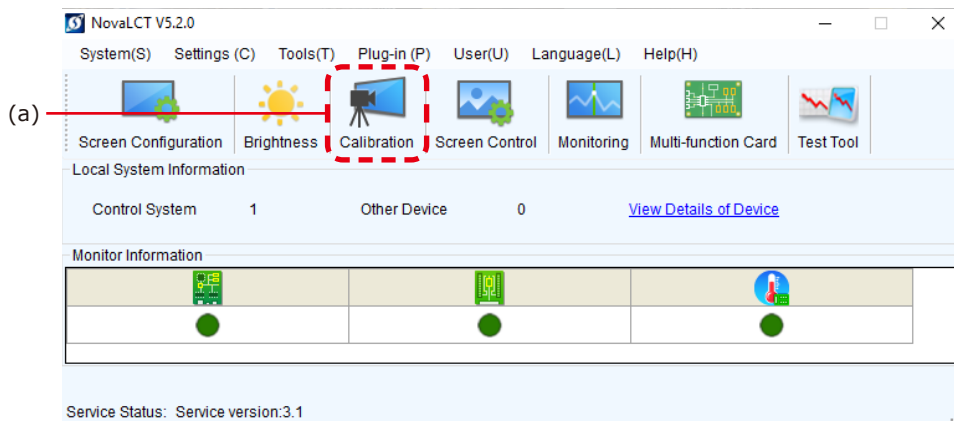 NovaLCT V5.2.0
System(S) Settings (C) Tools(T) Plug-in (P) User(U) Language(L) Help(H)
(a)
Screen Configuration Brightness Calibration Screen Control Monitoring Multi-function Card Test Tool
Local System Information
Control System 1 Other Device 0 View Details of Device
Monitor Information
Service Status: Service version:3.1